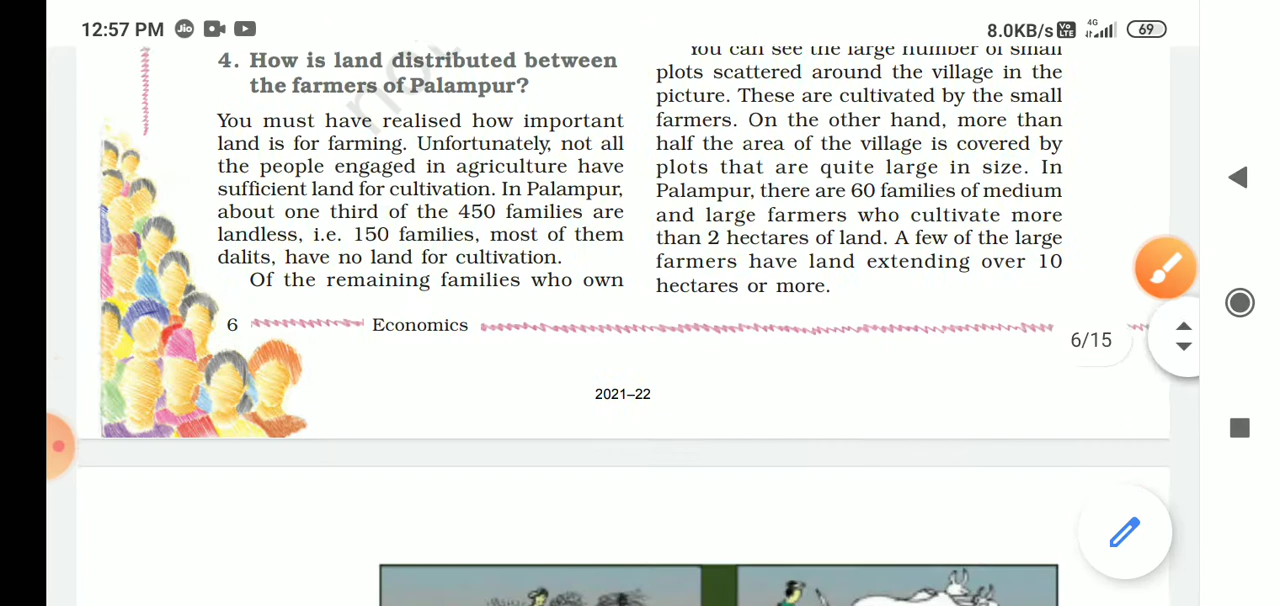 12:57 PM
jio
8.0KB/s
Vo
LTE
4G
69
4. How is land distributed between
the farmers of Palampur?
You must have realised how important
land is for farming. Unfortunately, not all
the people engaged in agriculture have
sufficient land for cultivation. In Palampur,
about one third of the 450 families are
landless, i.e. 150 families, most of them
dalits, have no land for cultivation.
Of the remaining families who own
You can see the large number of small
plots scattered around the village in the
picture. These are cultivated by the small
farmers. On the other hand, more than
half the area of the village is covered by
plots that are quite large in size. In
Palampur, there are 60 families of medium
and large farmers who cultivate more
than 2 hectares of land. A few of the large
farmers have land extending over 10
hectares or more.
6
Economics
6/15
2021–22